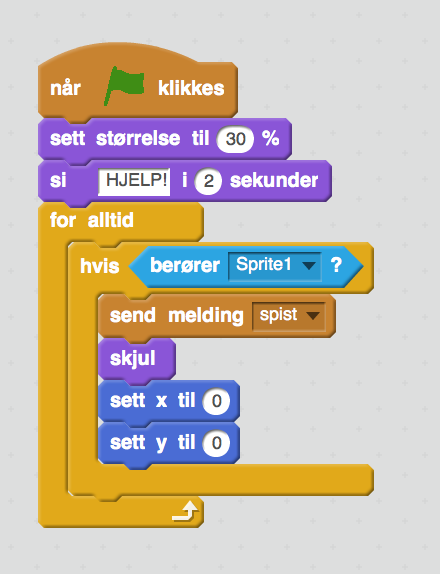 når klikkes
sett størrelse til 30 %
si HJELP! i 2 sekunder
for alltid
hvis berører Sprite1 ?
send melding spist
skjul
sett x til 0
sett y til 0